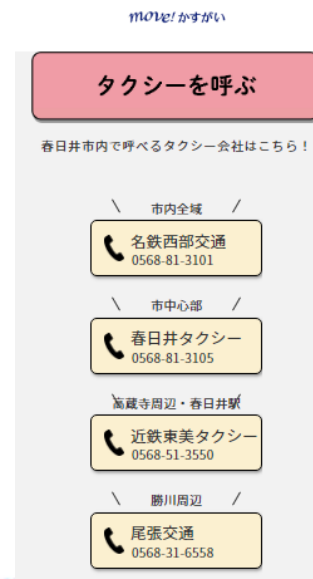 move! かすがい
タクシーを呼ぶ
春日井市内で呼べるタクシー会社はこちら！
市内全域
名鉄西部交通
0568-81-3101
市中心部
春日井タクシー
0568-81-3105
高蔵寺周辺・春日井駅
近鉄東美タクシー
0568-51-3550
勝川周辺
尾張交通
0568-31-6558